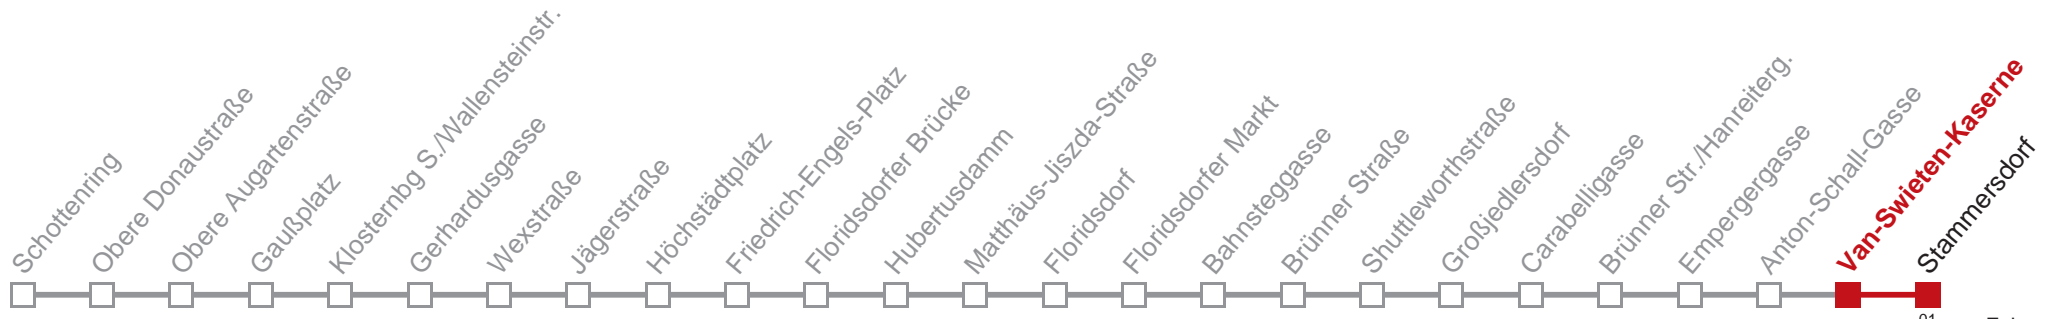 Schottenring
Obere Donaustraße
Obere Augartenstraße
Gaußplatz
Klosternbg S./Wallensteinstr.
Gerhardusgasse
Wexstraße
Jägerstraße
Höchstädtplatz
Friedrich-Engels-Platz
Floridsdorfer Brücke
Hubertusdamm
Matthäus-Jiszda-Straße
Floridsdorf
Floridsdorfer Markt
Bahnsteggasse
Brünner Straße
Shuttleworthstraße
Großjedlersdorf
Carabelligasse
Brünner Str./Hanreiterg.
Empergergasse
Anton-Schall-Gasse
Van-Swieten-Kaserne
Stammersdorf